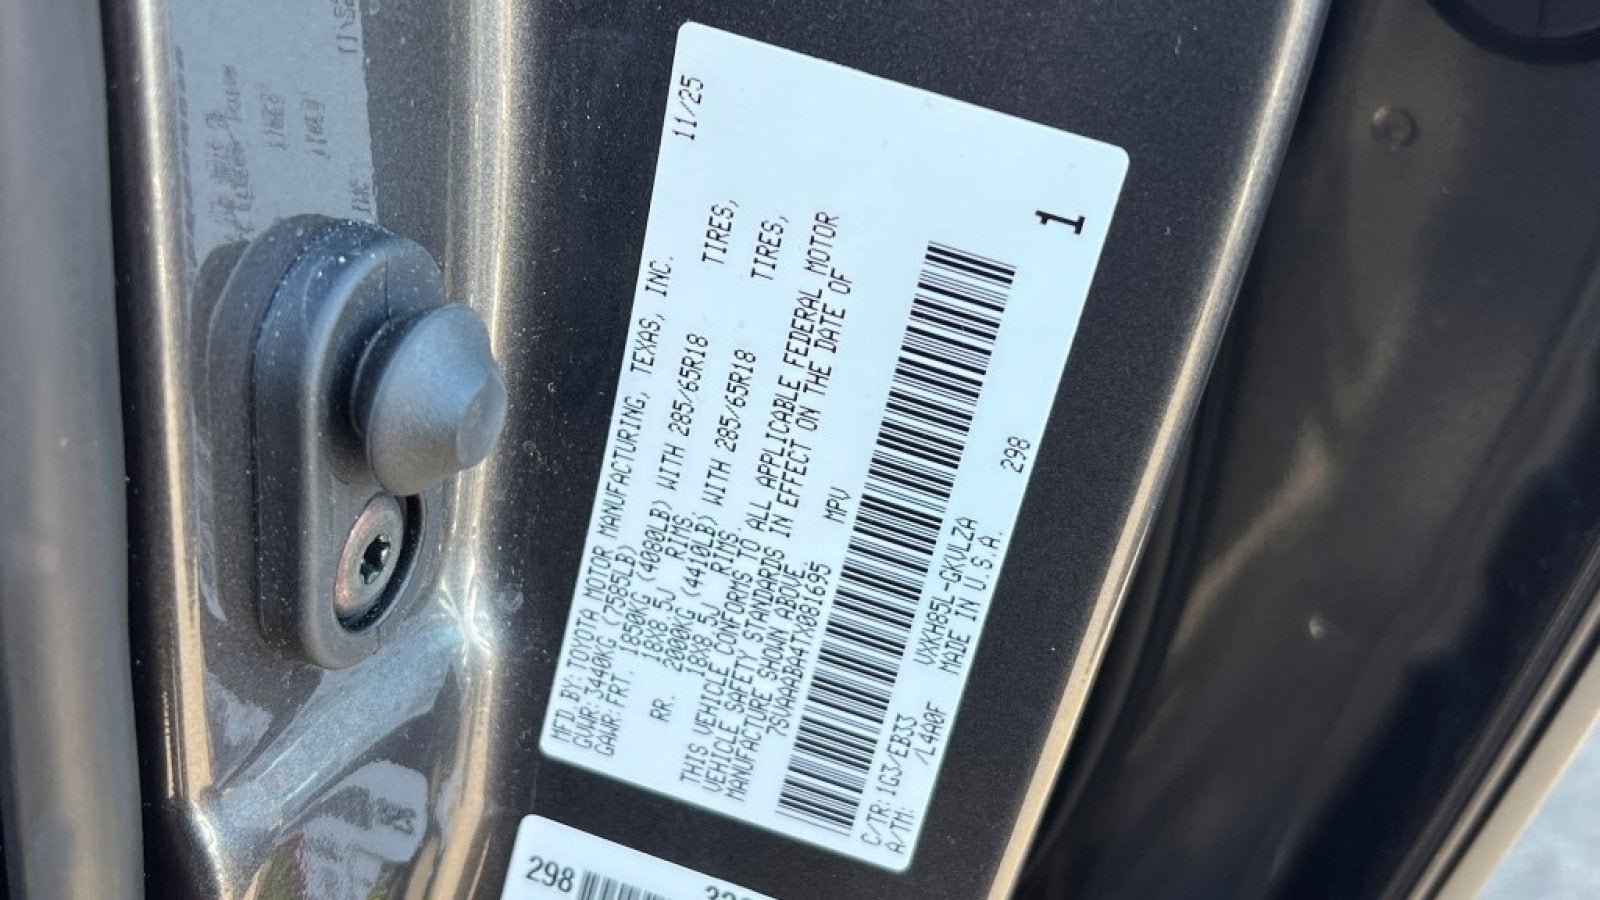 11/25
MFD. BY: TOYOTA MOTOR MANUFACTURING, TEXAS, INC.
GVWR: 3440KG (7585LB)
GAWR: FRT. 1850KG (4080LB) WITH 285/65R18 TIRES,
18X8.5J RIMS,
RR. 2000KG (4410LB) WITH 285/65R18 TIRES,
18X8.5J RIMS.
THIS VEHICLE CONFORMS TO ALL APPLICABLE FEDERAL MOTOR
VEHICLE SAFETY STANDARDS IN EFFECT ON THE DATE OF
MANUFACTURE SHOWN ABOVE.
7SVAAABA4TX081695 MPV
1
C/TR: 1G3/EB33 VXKH85L-GKVLZA 298
A/TM: /L4A0F MADE IN U.S.A.
298